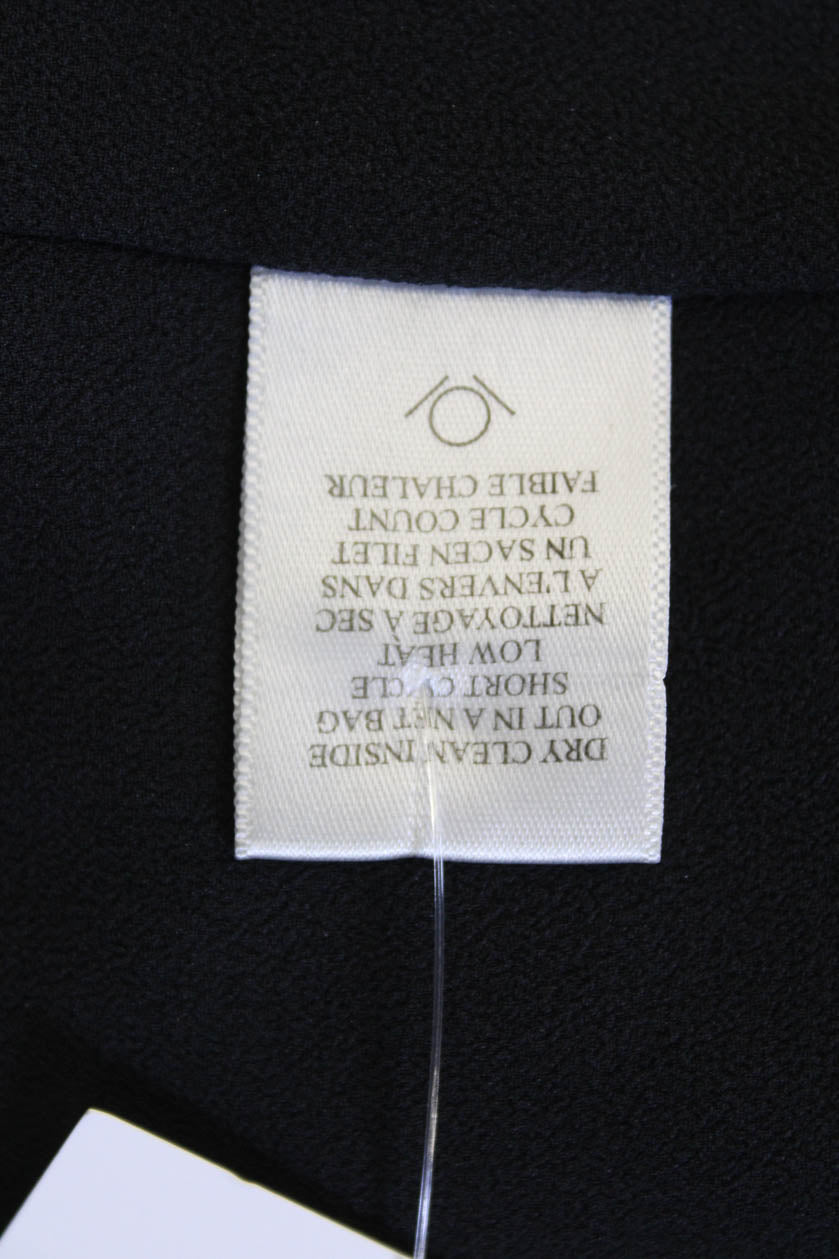 DRY CLEAN INSIDE
OUT IN A NET BAG
SHORT CYCLE
LOW HEAT
NETTOYAGE À SEC
A L'ENVERS DANS
UN SACEN FILET
CYCLE COUNT
FAIBLE CHALEUR